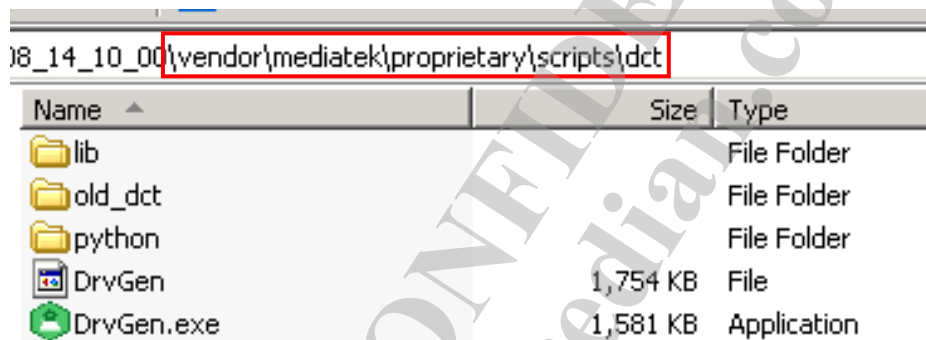 08_14_10_00\vendor\mediatek\proprietary\scripts\dct
Name Size Type
lib File Folder
old_dct File Folder
python File Folder
DrvGen 1,754 KB File
DrvGen.exe 1,581 KB Application